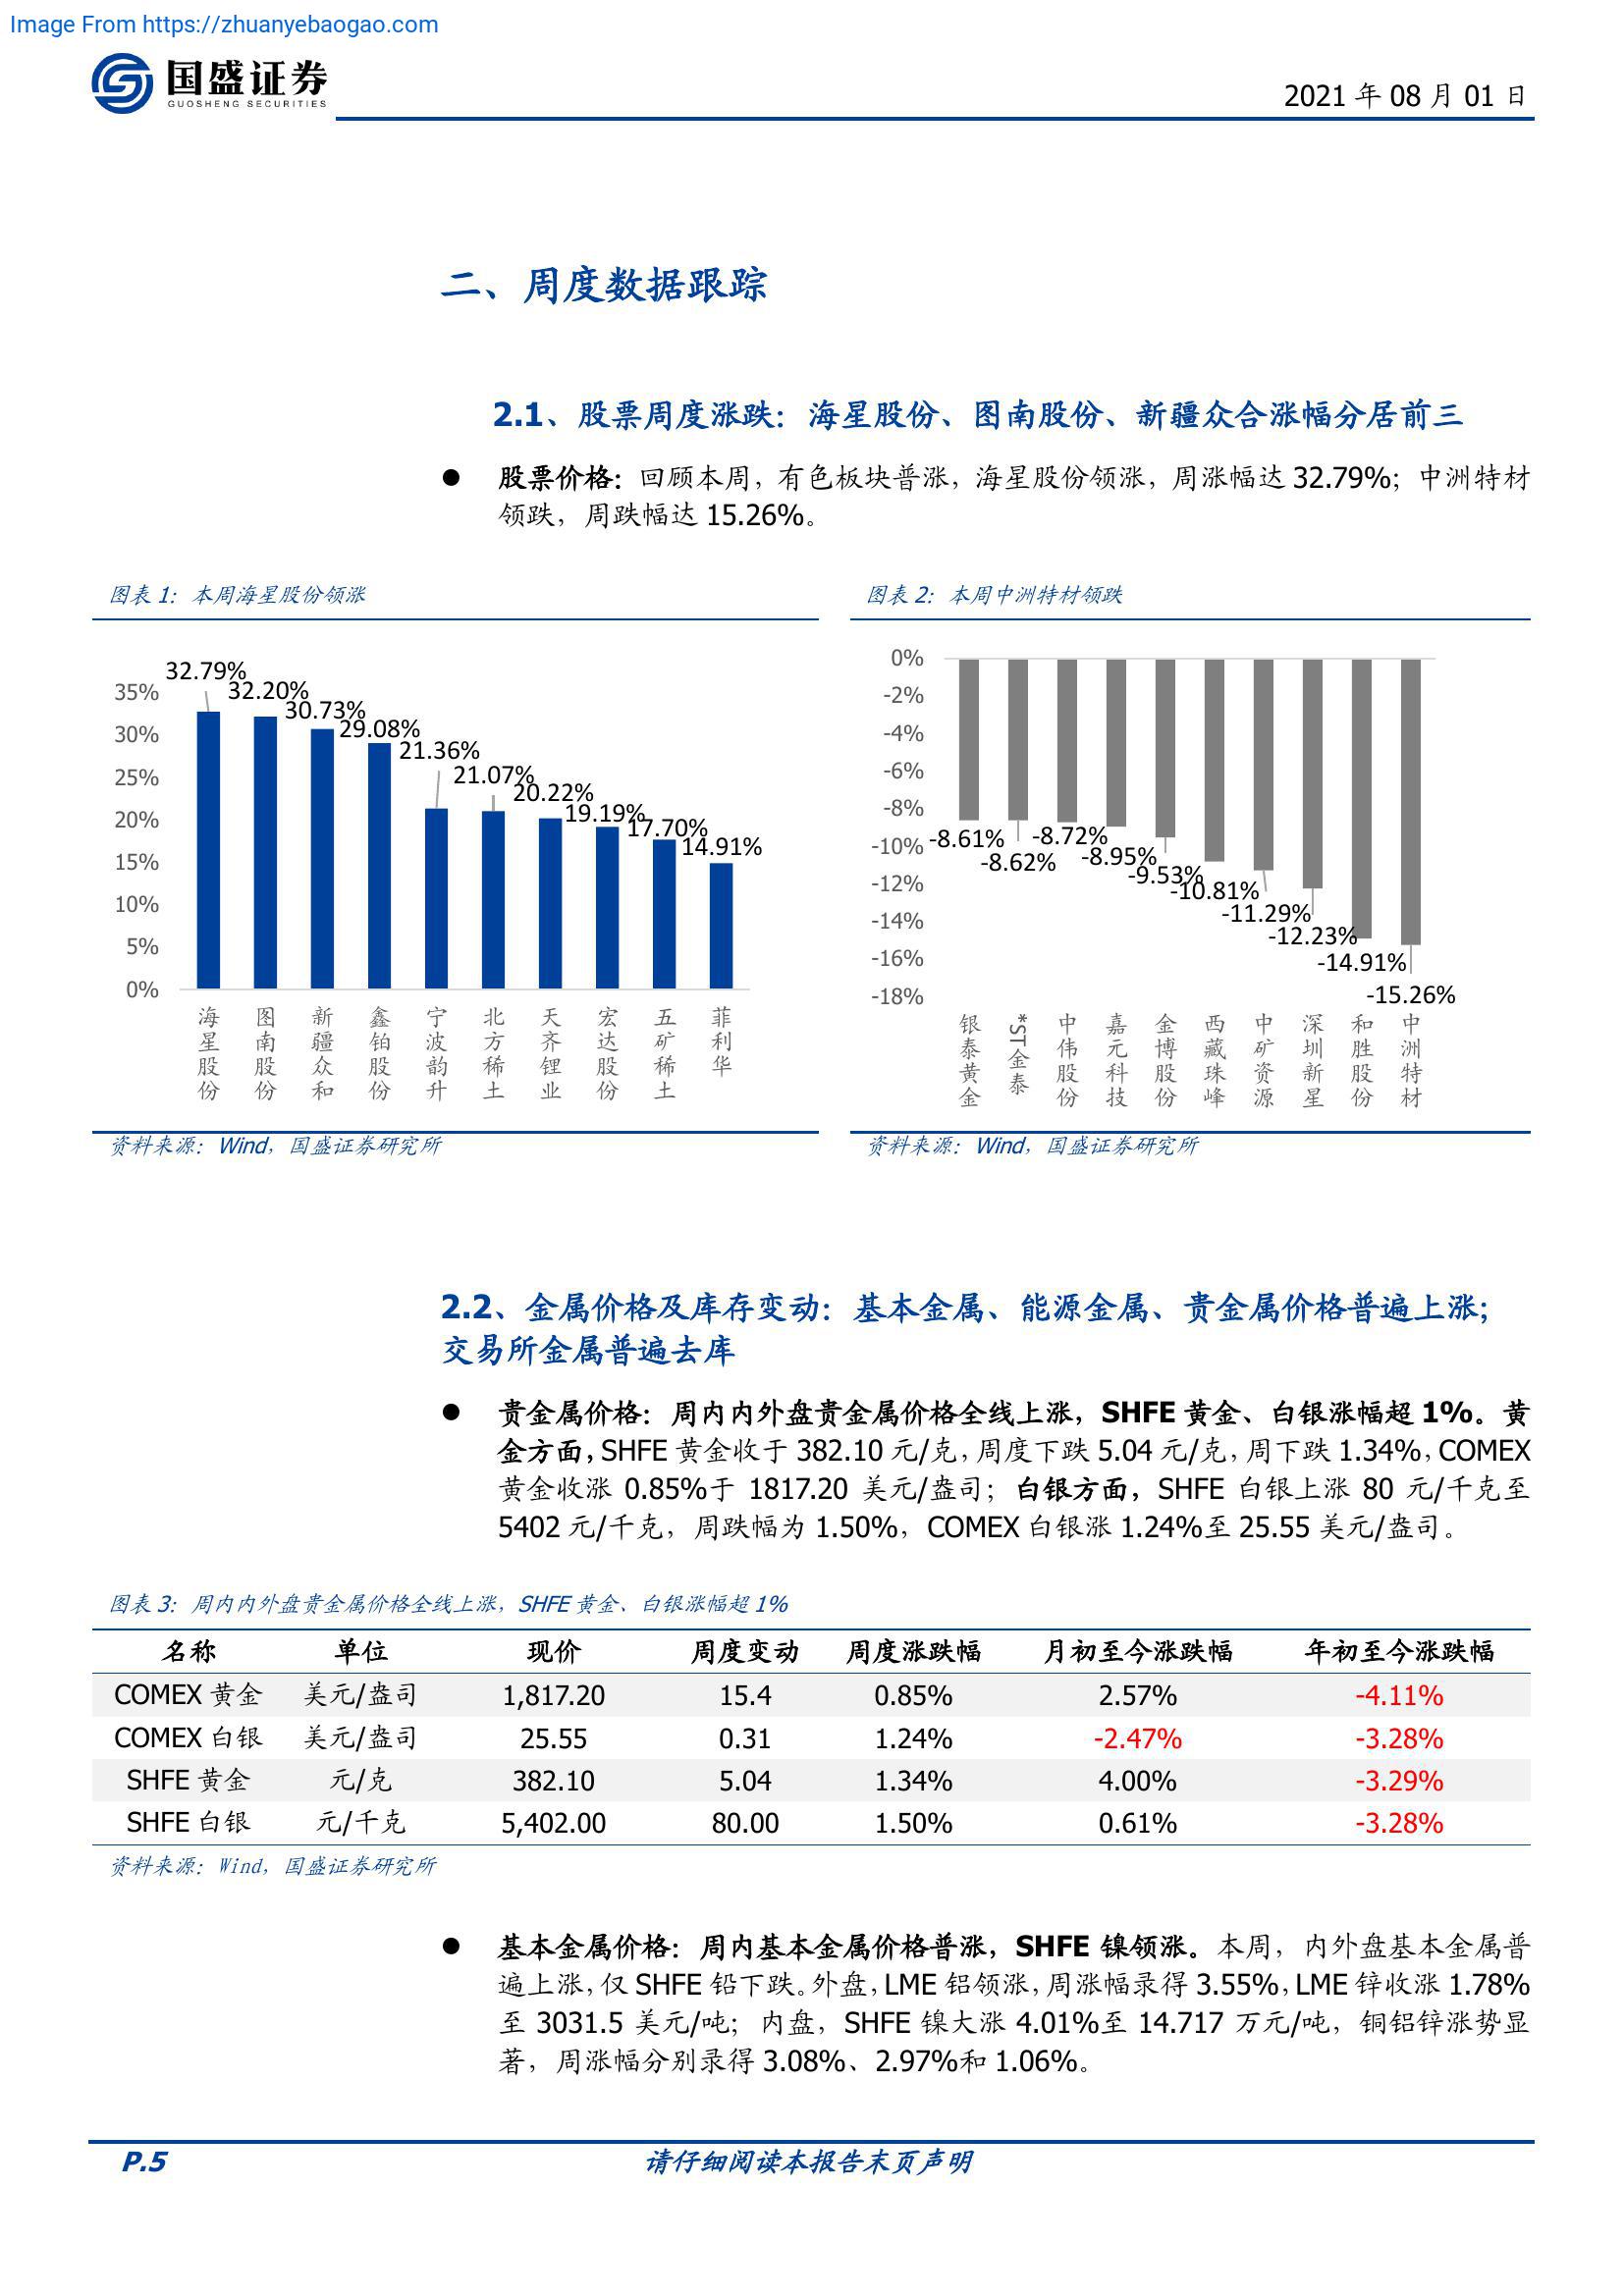 Image From https://zhuanyebaogao.com
国盛证券
GUOSHENG SECURITIES
2021 年 08 月 01 日
二、周度数据跟踪
2.1、股票周度涨跌：海星股份、图南股份、新疆众合涨幅分居前三
● 股票价格：回顾本周，有色板块普涨，海星股份领涨，周涨幅达 32.79%；中洲特材
领跌，周跌幅达 15.26%。
图表 1：本周海星股份领涨
35%
30%
25%
20%
15%
10%
5%
0%
32.79%
32.20%
30.73%
29.08%
21.36%
21.07%
20.22%
19.19%
17.70%
14.91%
海星股份
图南股份
新疆众和
鑫铂股份
宁波韵升
北方稀土
天齐锂业
宏达股份
五矿稀土
菲利华
资料来源：Wind，国盛证券研究所
图表 2：本周中洲特材领跌
0%
-2%
-4%
-6%
-8%
-10%
-12%
-14%
-16%
-18%
-8.61%
-8.62%
-8.72%
-8.95%
-9.53%
-10.81%
-11.29%
-12.23%
-14.91%
-15.26%
银泰黄金
*ST金泰
中伟股份
嘉元科技
金博股份
西藏珠峰
中矿资源
深圳新星
和胜股份
中洲特材
资料来源：Wind，国盛证券研究所
2.2、金属价格及库存变动：基本金属、能源金属、贵金属价格普遍上涨；
交易所金属普遍去库
● 贵金属价格：周内内外盘贵金属价格全线上涨，SHFE 黄金、白银涨幅超 1%。黄
金方面，SHFE 黄金收于 382.10 元/克，周度下跌 5.04 元/克，周下跌 1.34%，COMEX
黄金收涨 0.85%于 1817.20 美元/盎司；白银方面，SHFE 白银上涨 80 元/千克至
5402 元/千克，周跌幅为 1.50%，COMEX 白银涨 1.24%至 25.55 美元/盎司。
图表 3：周内内外盘贵金属价格全线上涨，SHFE 黄金、白银涨幅超 1%
名称 单位 现价 周度变动 周度涨跌幅 月初至今涨跌幅 年初至今涨跌幅
COMEX 黄金 美元/盎司 1,817.20 15.4 0.85% 2.57% -4.11%
COMEX 白银 美元/盎司 25.55 0.31 1.24% -2.47% -3.28%
SHFE 黄金 元/克 382.10 5.04 1.34% 4.00% -3.29%
SHFE 白银 元/千克 5,402.00 80.00 1.50% 0.61% -3.28%
资料来源：Wind，国盛证券研究所
● 基本金属价格：周内基本金属价格普涨，SHFE 镍领涨。本周，内外盘基本金属普
遍上涨，仅 SHFE 铅下跌。外盘，LME 铝领涨，周涨幅录得 3.55%，LME 锌收涨 1.78%
至 3031.5 美元/吨；内盘，SHFE 镍大涨 4.01%至 14.717 万元/吨，铜铝锌涨势显
著，周涨幅分别录得 3.08%、2.97%和 1.06%。
P.5
请仔细阅读本报告末页声明